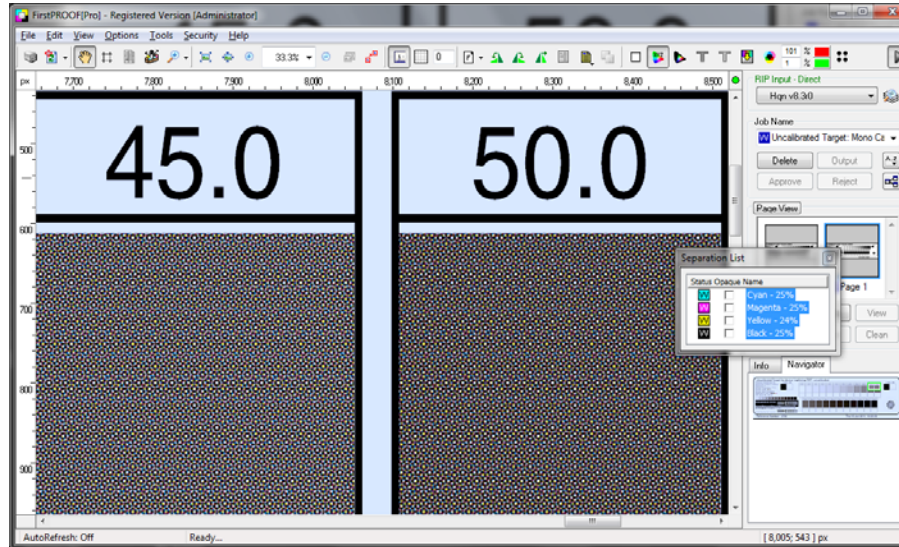 FirstPROOF[Pro] - Registered Version [Administrator]
File Edit View Options Tools Security Help
33.3% 0 101 % 1 %
px 7,700 7,800 7,900 8,000 8,100 8,200 8,300 8,400 8,500
RIP Input - Direct
Hqn v8.3r0
Job Name
Uncalibrated Target: Mono Ca
Delete Output A-Z
Approve Reject
Page View
45.0 50.0
500
600
700
800
900
Separation List
Status Opaque Name
Cyan - 25%
Magenta - 25%
Yellow - 24%
Black - 25%
Page 1
View
Clean
Info Navigator
AutoRefresh: Off Ready... [ 8,005; 543 ] px